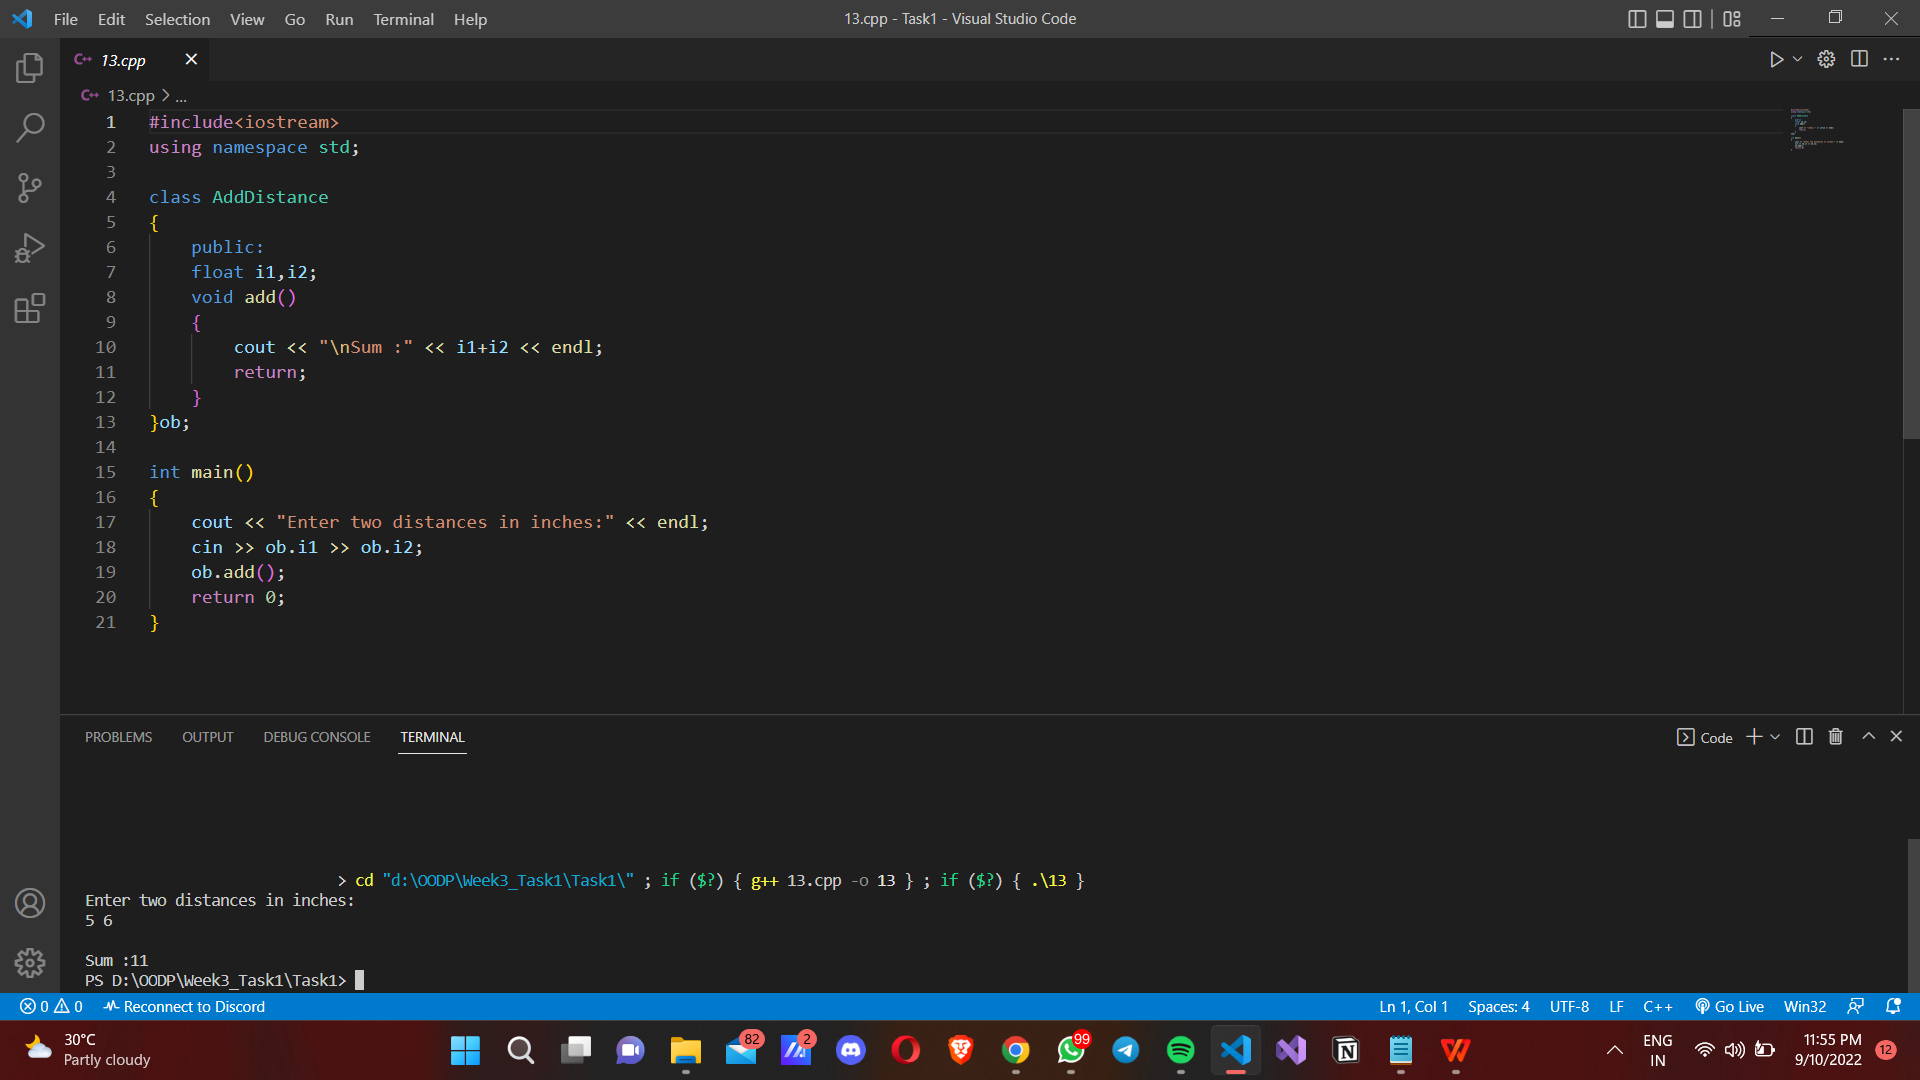 File Edit Selection View Go Run Terminal Help
13.cpp - Task1 - Visual Studio Code
C++ 13.cpp
C++ 13.cpp > ...
1 #include<iostream>
2 using namespace std;
3
4 class AddDistance
5 {
6 public:
7 float i1,i2;
8 void add()
9 {
10 cout << "\nSum :" << i1+i2 << endl;
11 return;
12 }
13 }ob;
14
15 int main()
16 {
17 cout << "Enter two distances in inches:" << endl;
18 cin >> ob.i1 >> ob.i2;
19 ob.add();
20 return 0;
21 }
PROBLEMS OUTPUT DEBUG CONSOLE TERMINAL
Code
> cd "d:\OODP\Week3_Task1\Task1\" ; if ($?) { g++ 13.cpp -o 13 } ; if ($?) { .\13 }
Enter two distances in inches:
5 6
Sum :11
PS D:\OODP\Week3_Task1\Task1>
0 0 Reconnect to Discord
Ln 1, Col 1 Spaces: 4 UTF-8 LF C++ Go Live Win32
30°C
Partly cloudy
82
2
99
ENG
IN
11:55 PM
9/10/2022
12